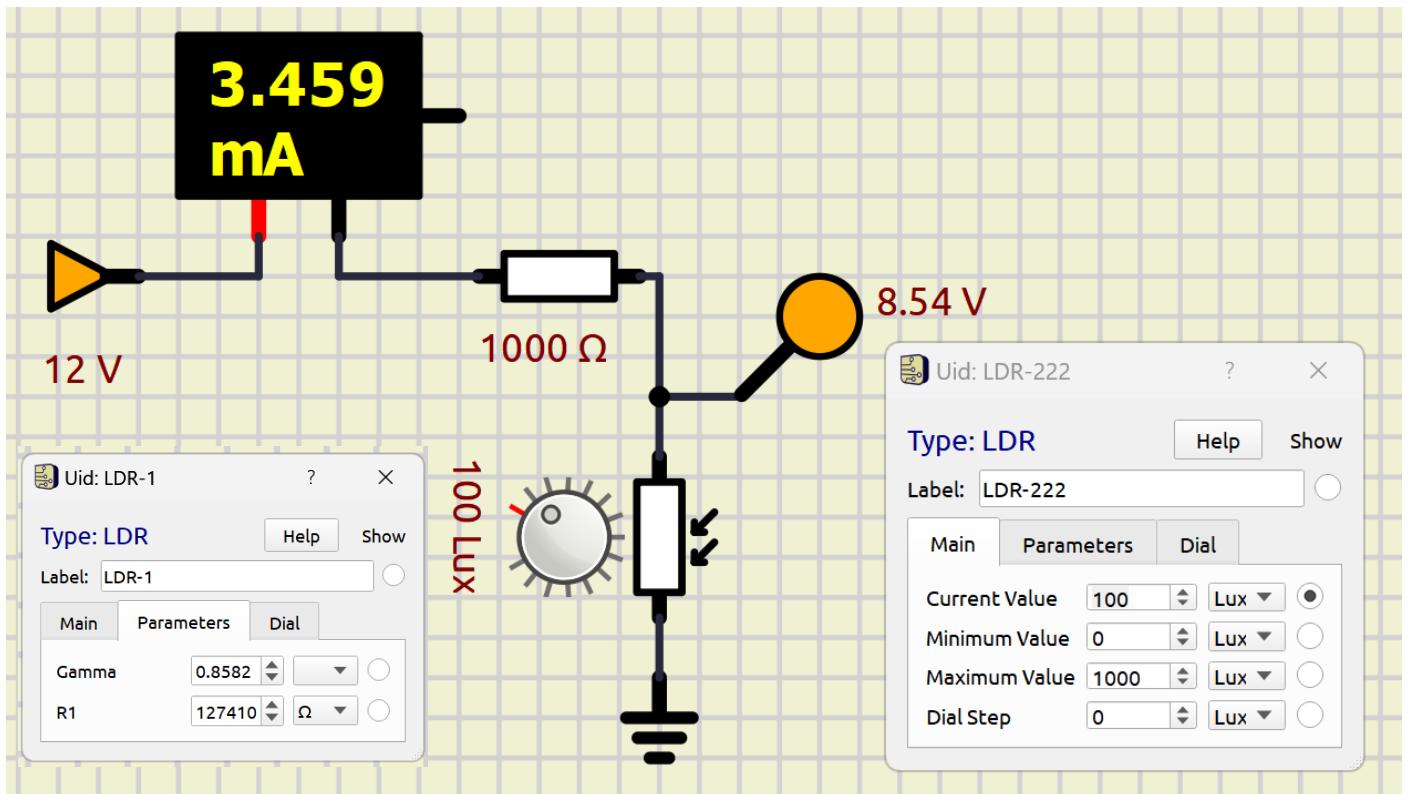 3.459
mA
12 V
1000 Ω
8.54 V
100 Lux
Uid: LDR-1 ?
Type: LDR Help Show
Label: LDR-1
Main Parameters Dial
Gamma 0.8582
R1 127410 Ω
Uid: LDR-222 ?
Type: LDR Help Show
Label: LDR-222
Main Parameters Dial
Current Value 100 Lux
Minimum Value 0 Lux
Maximum Value 1000 Lux
Dial Step 0 Lux